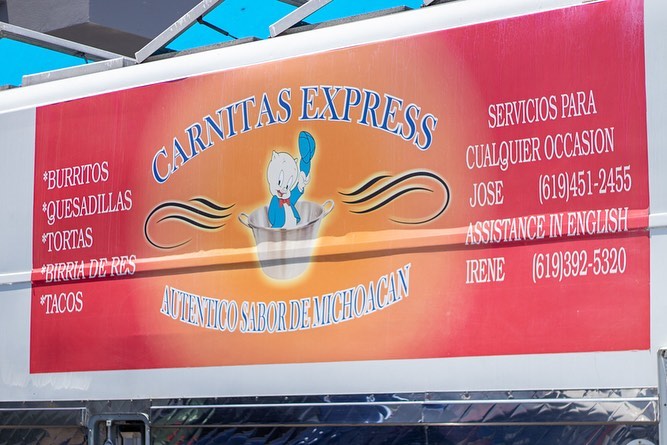 CARNITAS EXPRESS
AUTENTICO SABOR DE MICHOACAN
*BURRITOS
*QUESADILLAS
*TORTAS
*BIRRIA DE RES
*TACOS
SERVICIOS PARA
CUALQUIER OCCASION
JOSE (619)451-2455
ASSISTANCE IN ENGLISH
IRENE (619)392-5320